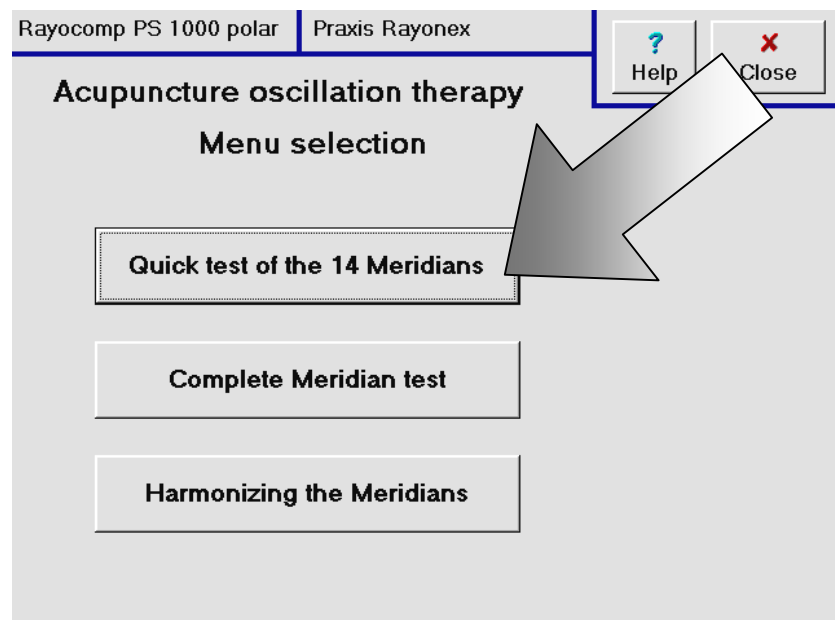 Rayocomp PS 1000 polar
Praxis Rayonex
?
Help
Close
Acupuncture oscillation therapy
Menu selection
Quick test of the 14 Meridians
Complete Meridian test
Harmonizing the Meridians